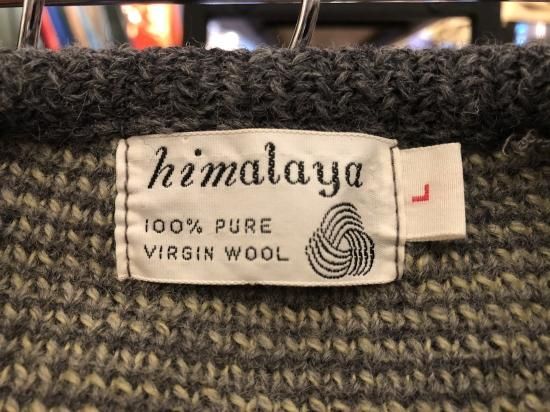 himalaya
100% PURE
VIRGIN WOOL
L